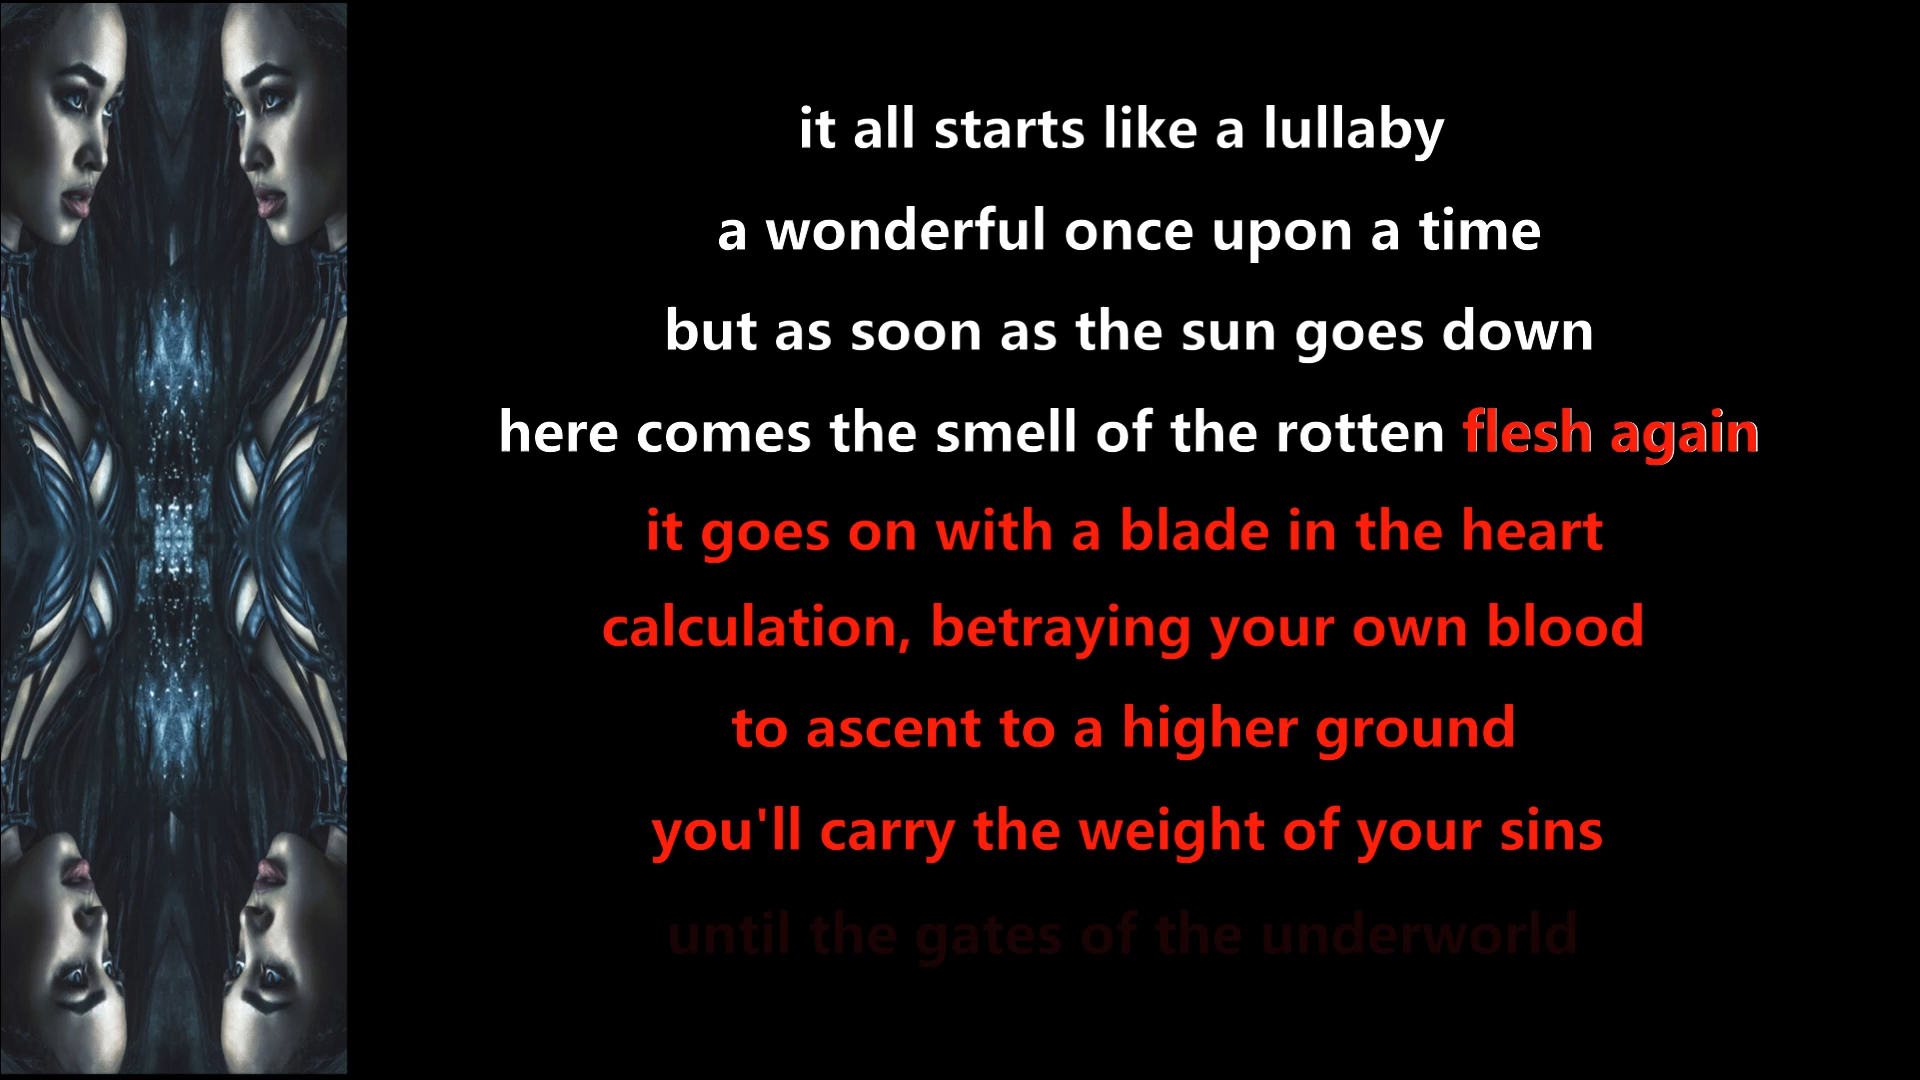 it all starts like a lullaby
a wonderful once upon a time
but as soon as the sun goes down
here comes the smell of the rotten flesh again
it goes on with a blade in the heart
calculation, betraying your own blood
to ascent to a higher ground
you'll carry the weight of your sins
until the gates of the underworld